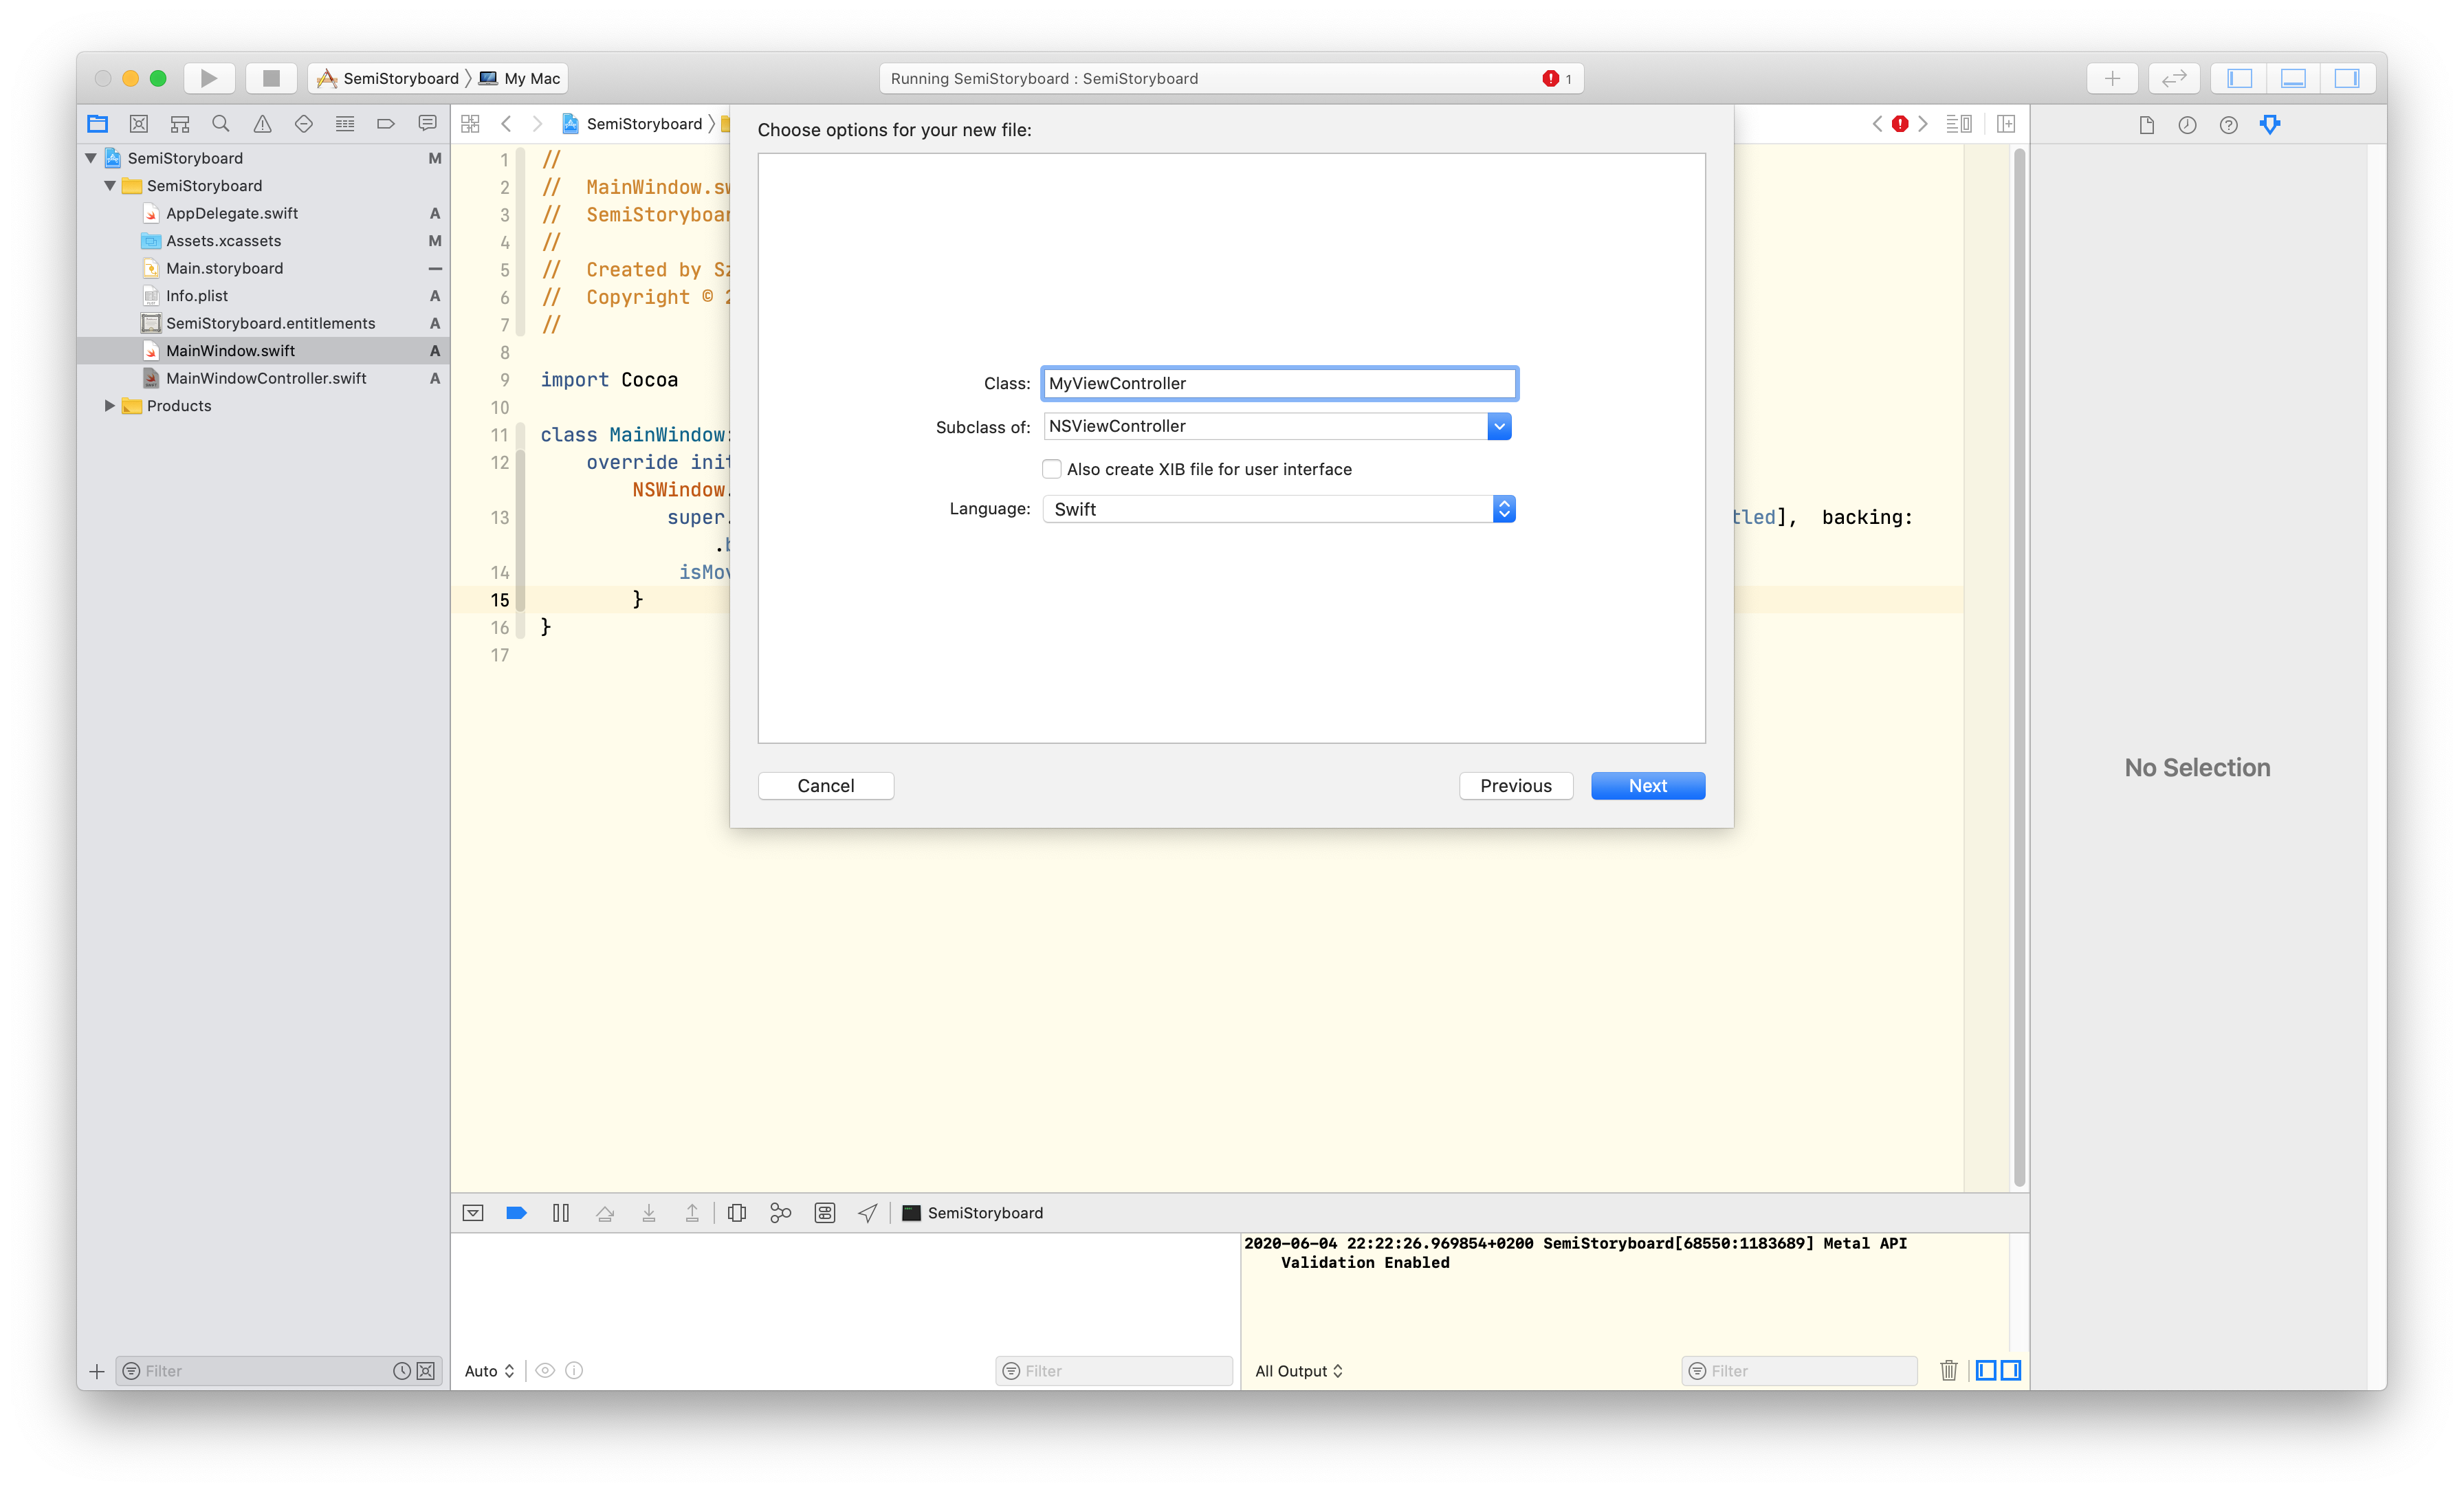 SemiStoryboard 〉 My Mac
Running SemiStoryboard : SemiStoryboard
1
SemiStoryboard M
SemiStoryboard
AppDelegate.swift A
Assets.xcassets M
Main.storyboard —
Info.plist A
SemiStoryboard.entitlements A
MainWindow.swift A
MainWindowController.swift A
Products
Filter
SemiStoryboard 〉
1 //
2 // MainWindow.sw
3 // SemiStoryboar
4 //
5 // Created by Sz
6 // Copyright © 2
7 //
8
9 import Cocoa
10
11 class MainWindow:
12 override init
NSWindow.
13 super. tled], backing:
.b
14 isMov
15 }
16 }
17
Choose options for your new file:
Class: MyViewController
Subclass of: NSViewController
Also create XIB file for user interface
Language: Swift
Cancel Previous Next
No Selection
SemiStoryboard
2020-06-04 22:22:26.969854+0200 SemiStoryboard[68550:1183689] Metal API
Validation Enabled
Auto
Filter
All Output
Filter